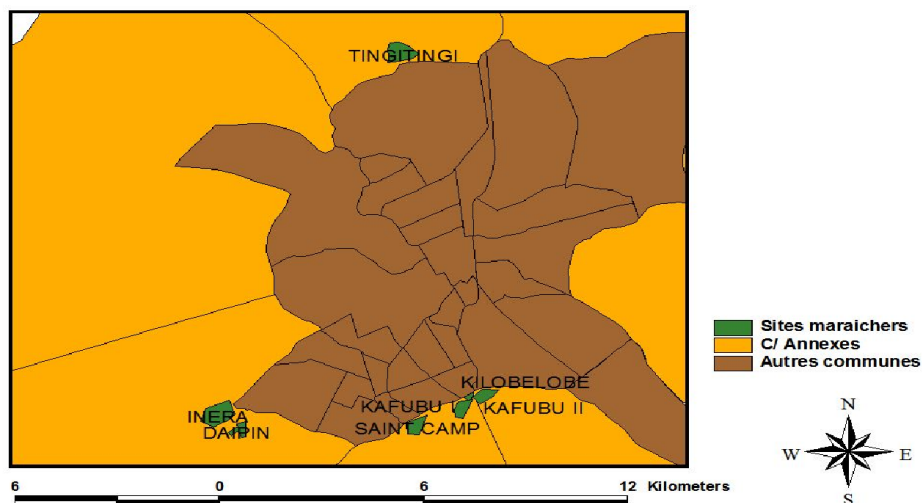 TINGITINGI
Sites maraichers
C/ Annexes
Autres communes
KILOBELOBE
KAFUBU I
KAFUBU II
INERA
SAINT CAMP
DAIPIN
N
W
E
S
6 0 6 12 Kilometers